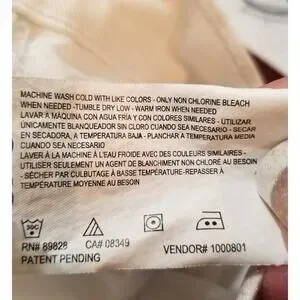 MACHINE WASH COLD WITH LIKE COLORS - ONLY NON CHLORINE BLEACH
WHEN NEEDED -TUMBLE DRY LOW - WARM IRON WHEN NEEDED
LAVAR A MÁQUINA CON AGUA FRÍA Y CON COLORES SIMILARES - UTILIZAR
ÚNICAMENTE BLANQUEADOR SIN CLORO CUANDO SEA NECESARIO - SECAR
EN SECADORA, A TEMPERATURA BAJA - PLANCHAR A TEMPERATURA MEDIA
CUANDO SEA NECESARIO
LAVER À LA MACHINE À L'EAU FROIDE AVEC DES COULEURS SIMILAIRES -
UTILISER SEULEMENT UN AGENT DE BLANCHIMENT NON CHLORÉ AU BESOIN
- SÉCHER PAR CULBUTAGE À BASSE TEMPÉRATURE-REPASSER À
TEMPÉRATURE MOYENNE AU BESOIN
30C
RN# 89828 CA# 08349 VENDOR# 1000801
PATENT PENDING